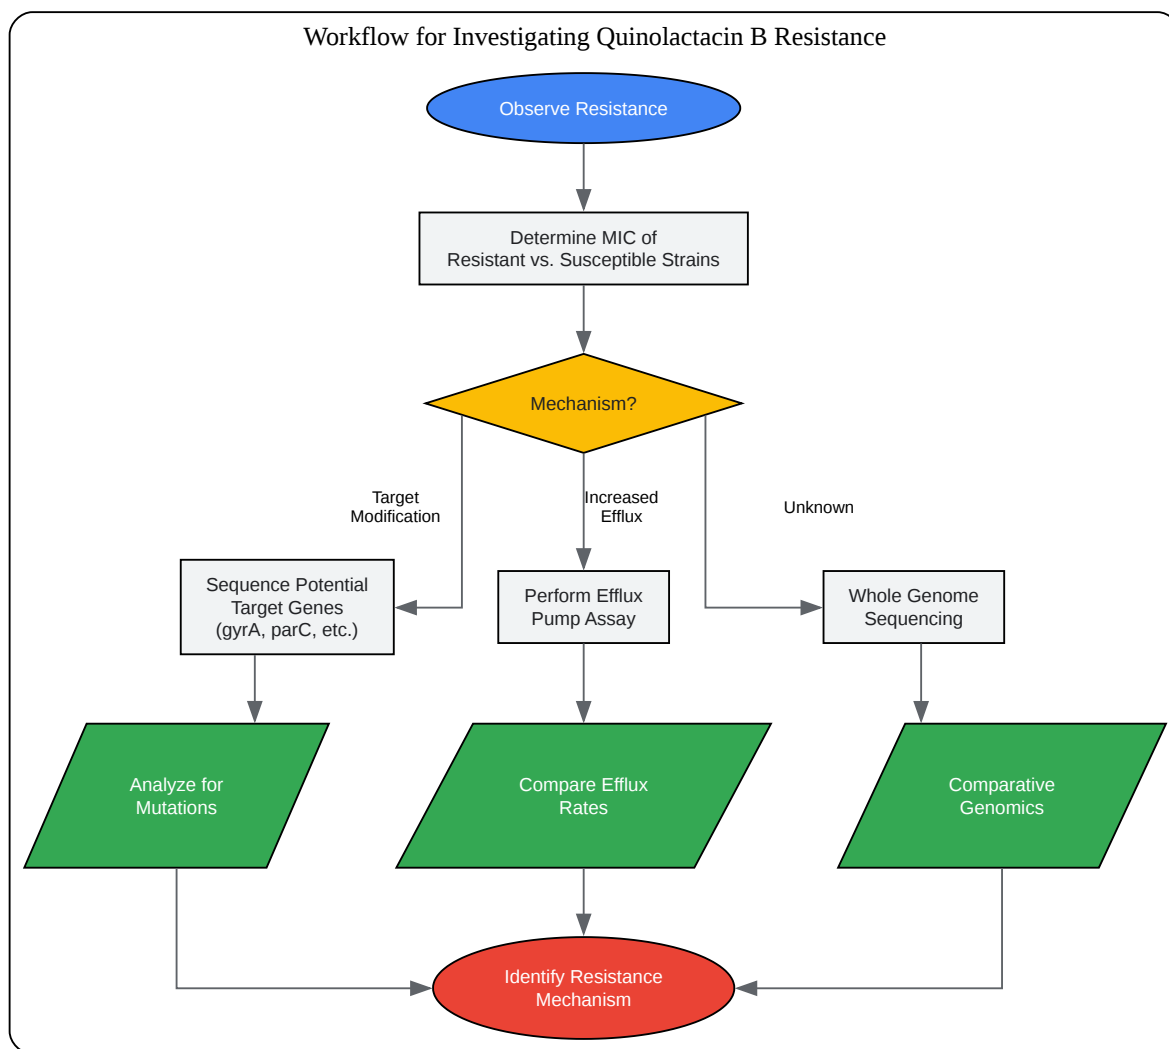 Workflow for Investigating Quinolactacin B Resistance
Observe Resistance
Determine MIC of
Resistant vs. Susceptible Strains
Mechanism?
Target
Modification
Increased
Efflux
Unknown
Sequence Potential
Target Genes
(gyrA, parC, etc.)
Perform Efflux
Pump Assay
Whole Genome
Sequencing
Analyze for
Mutations
Compare Efflux
Rates
Comparative
Genomics
Identify Resistance
Mechanism